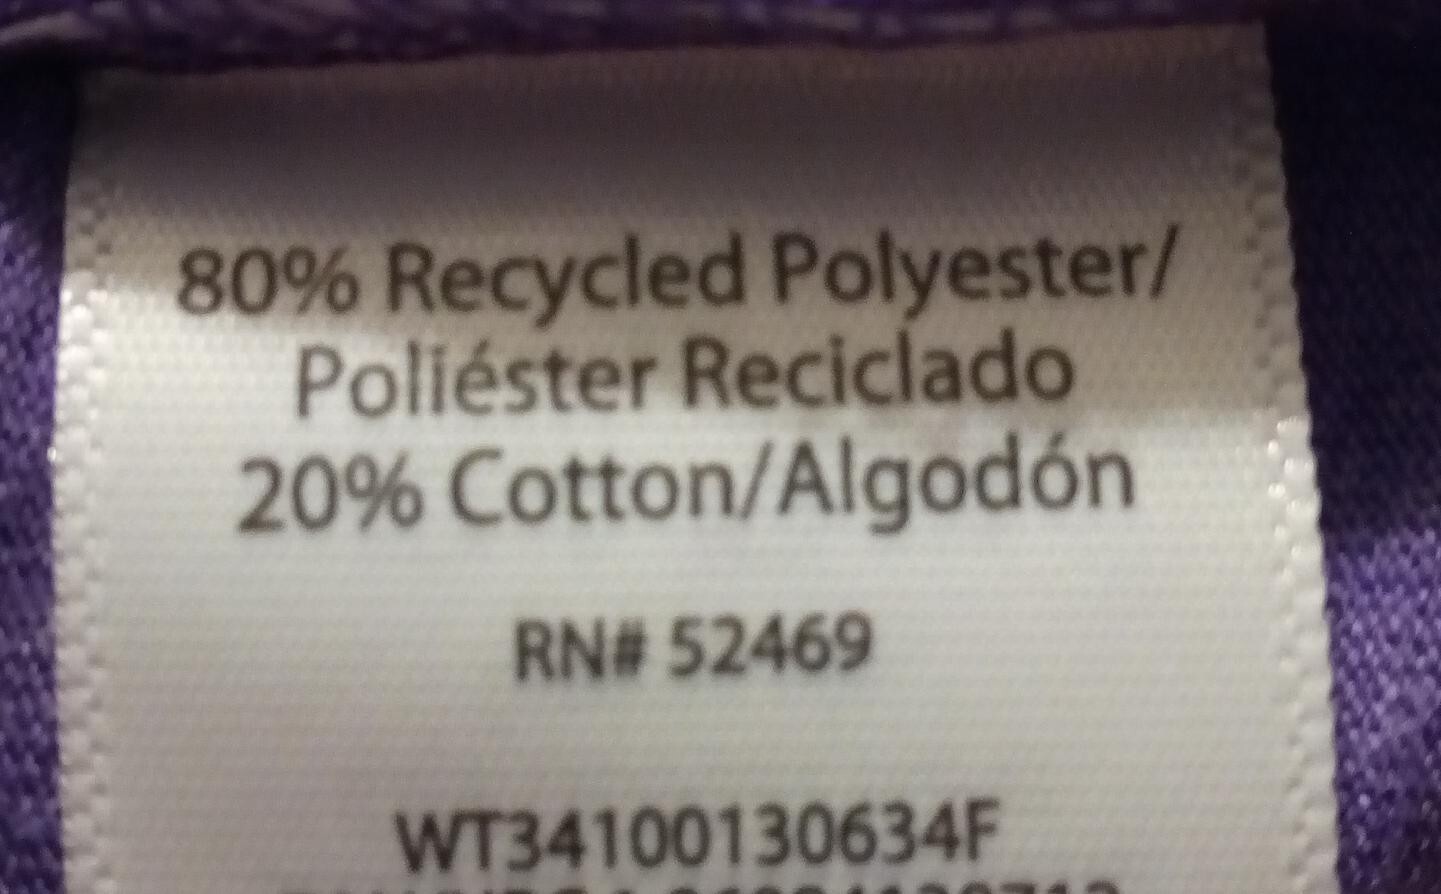 80% Recycled Polyester/
Poliéster Reciclado
20% Cotton/Algodón
RN# 52469
WT34100130634F